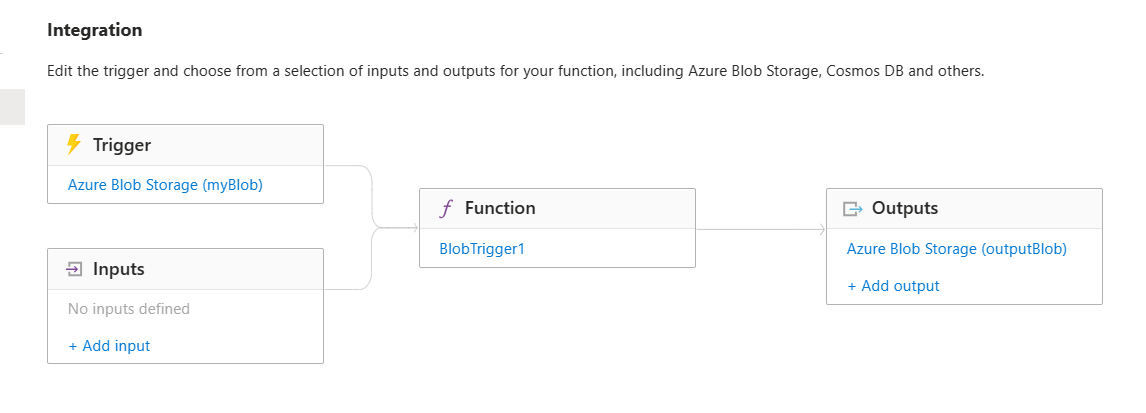 Integration
Edit the trigger and choose from a selection of inputs and outputs for your function, including Azure Blob Storage, Cosmos DB and others.
Trigger
Azure Blob Storage (myBlob)
Inputs
No inputs defined
+ Add input
Function
BlobTrigger1
Outputs
Azure Blob Storage (outputBlob)
+ Add output